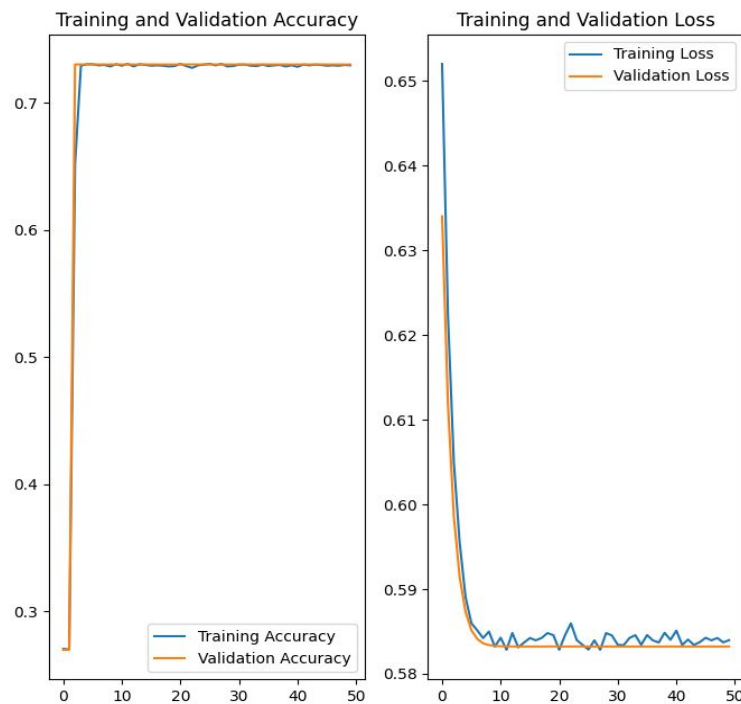 Training and Validation Accuracy
0.7
0.6
0.5
0.4
0.3
Training Accuracy
Validation Accuracy
0 10 20 30 40 50
Training and Validation Loss
Training Loss
Validation Loss
0.65
0.64
0.63
0.62
0.61
0.60
0.59
0.58
0 10 20 30 40 50